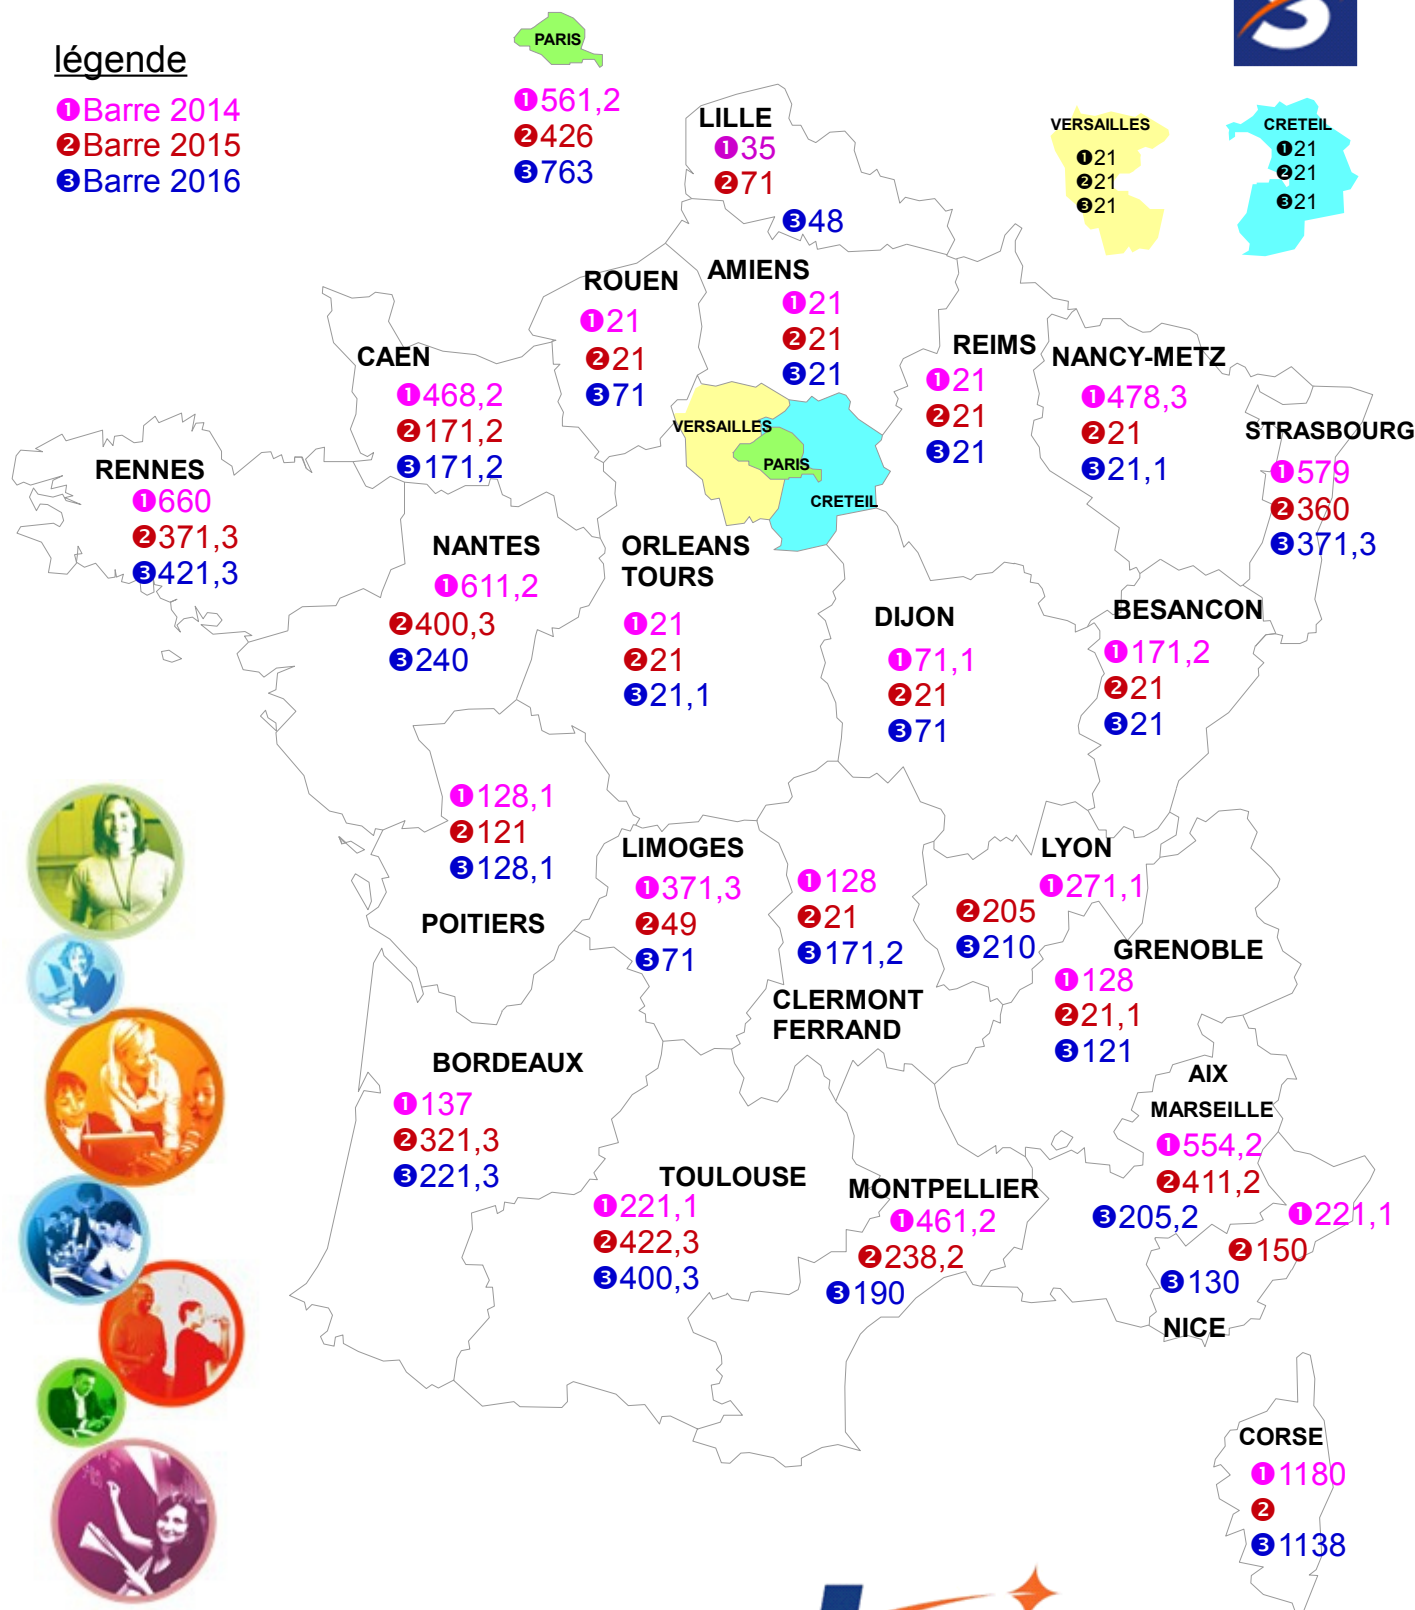 légende
❶Barre 2014
❷Barre 2015
❸Barre 2016
PARIS
❶561,2
❷426
❸763
LILLE
❶35
❷71
❸48
VERSAILLES
❶21
❷21
❸21
CRETEIL
❶21
❷21
❸21
ROUEN
❶21
❷21
❸71
AMIENS
❶21
❷21
❸21
CAEN
❶468,2
❷171,2
❸171,2
REIMS
❶21
❷21
❸21
NANCY-METZ
❶478,3
❷21
❸21,1
STRASBOURG
❶579
❷360
❸371,3
VERSAILLES
PARIS
CRETEIL
RENNES
❶660
❷371,3
❸421,3
NANTES
❶611,2
❷400,3
❸240
ORLEANS
TOURS
❶21
❷21
❸21,1
DIJON
❶71,1
❷21
❸71
BESANCON
❶171,2
❷21
❸21
❶128,1
❷121
❸128,1
POITIERS
LIMOGES
❶371,3
❷49
❸71
❶128
❷21
❸171,2
CLERMONT
FERRAND
LYON
❶271,1
❷205
❸210
GRENOBLE
❶128
❷21,1
❸121
BORDEAUX
❶137
❷321,3
❸221,3
TOULOUSE
❶221,1
❷422,3
❸400,3
MONTPELLIER
❶461,2
❷238,2
❸190
AIX
MARSEILLE
❶554,2
❷411,2
❸205,2
❶221,1
❷150
❸130
NICE
CORSE
❶1180
❷
❸1138